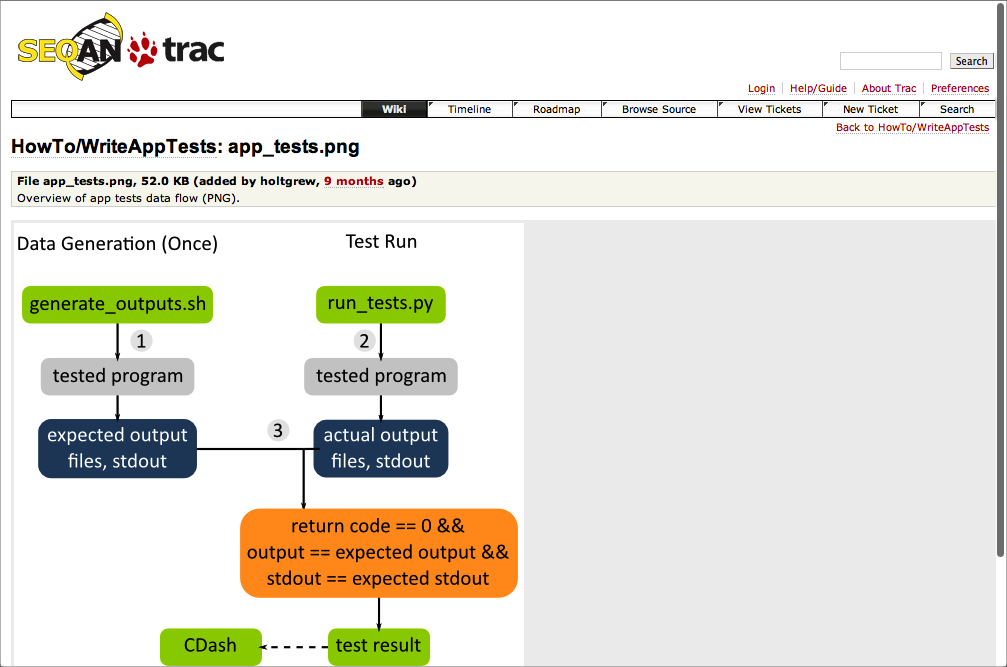 SEQAN trac
Search
Login Help/Guide About Trac Preferences
Wiki Timeline Roadmap Browse Source View Tickets New Ticket Search
Back to HowTo/WriteAppTests
HowTo/WriteAppTests: app_tests.png
File app_tests.png, 52.0 KB (added by holtgrew, 9 months ago)
Overview of app tests data flow (PNG).
Data Generation (Once)
Test Run
generate_outputs.sh
run_tests.py
1
2
tested program
tested program
3
expected output
files, stdout
actual output
files, stdout
return code == 0 &&
output == expected output &&
stdout == expected stdout
CDash
test result